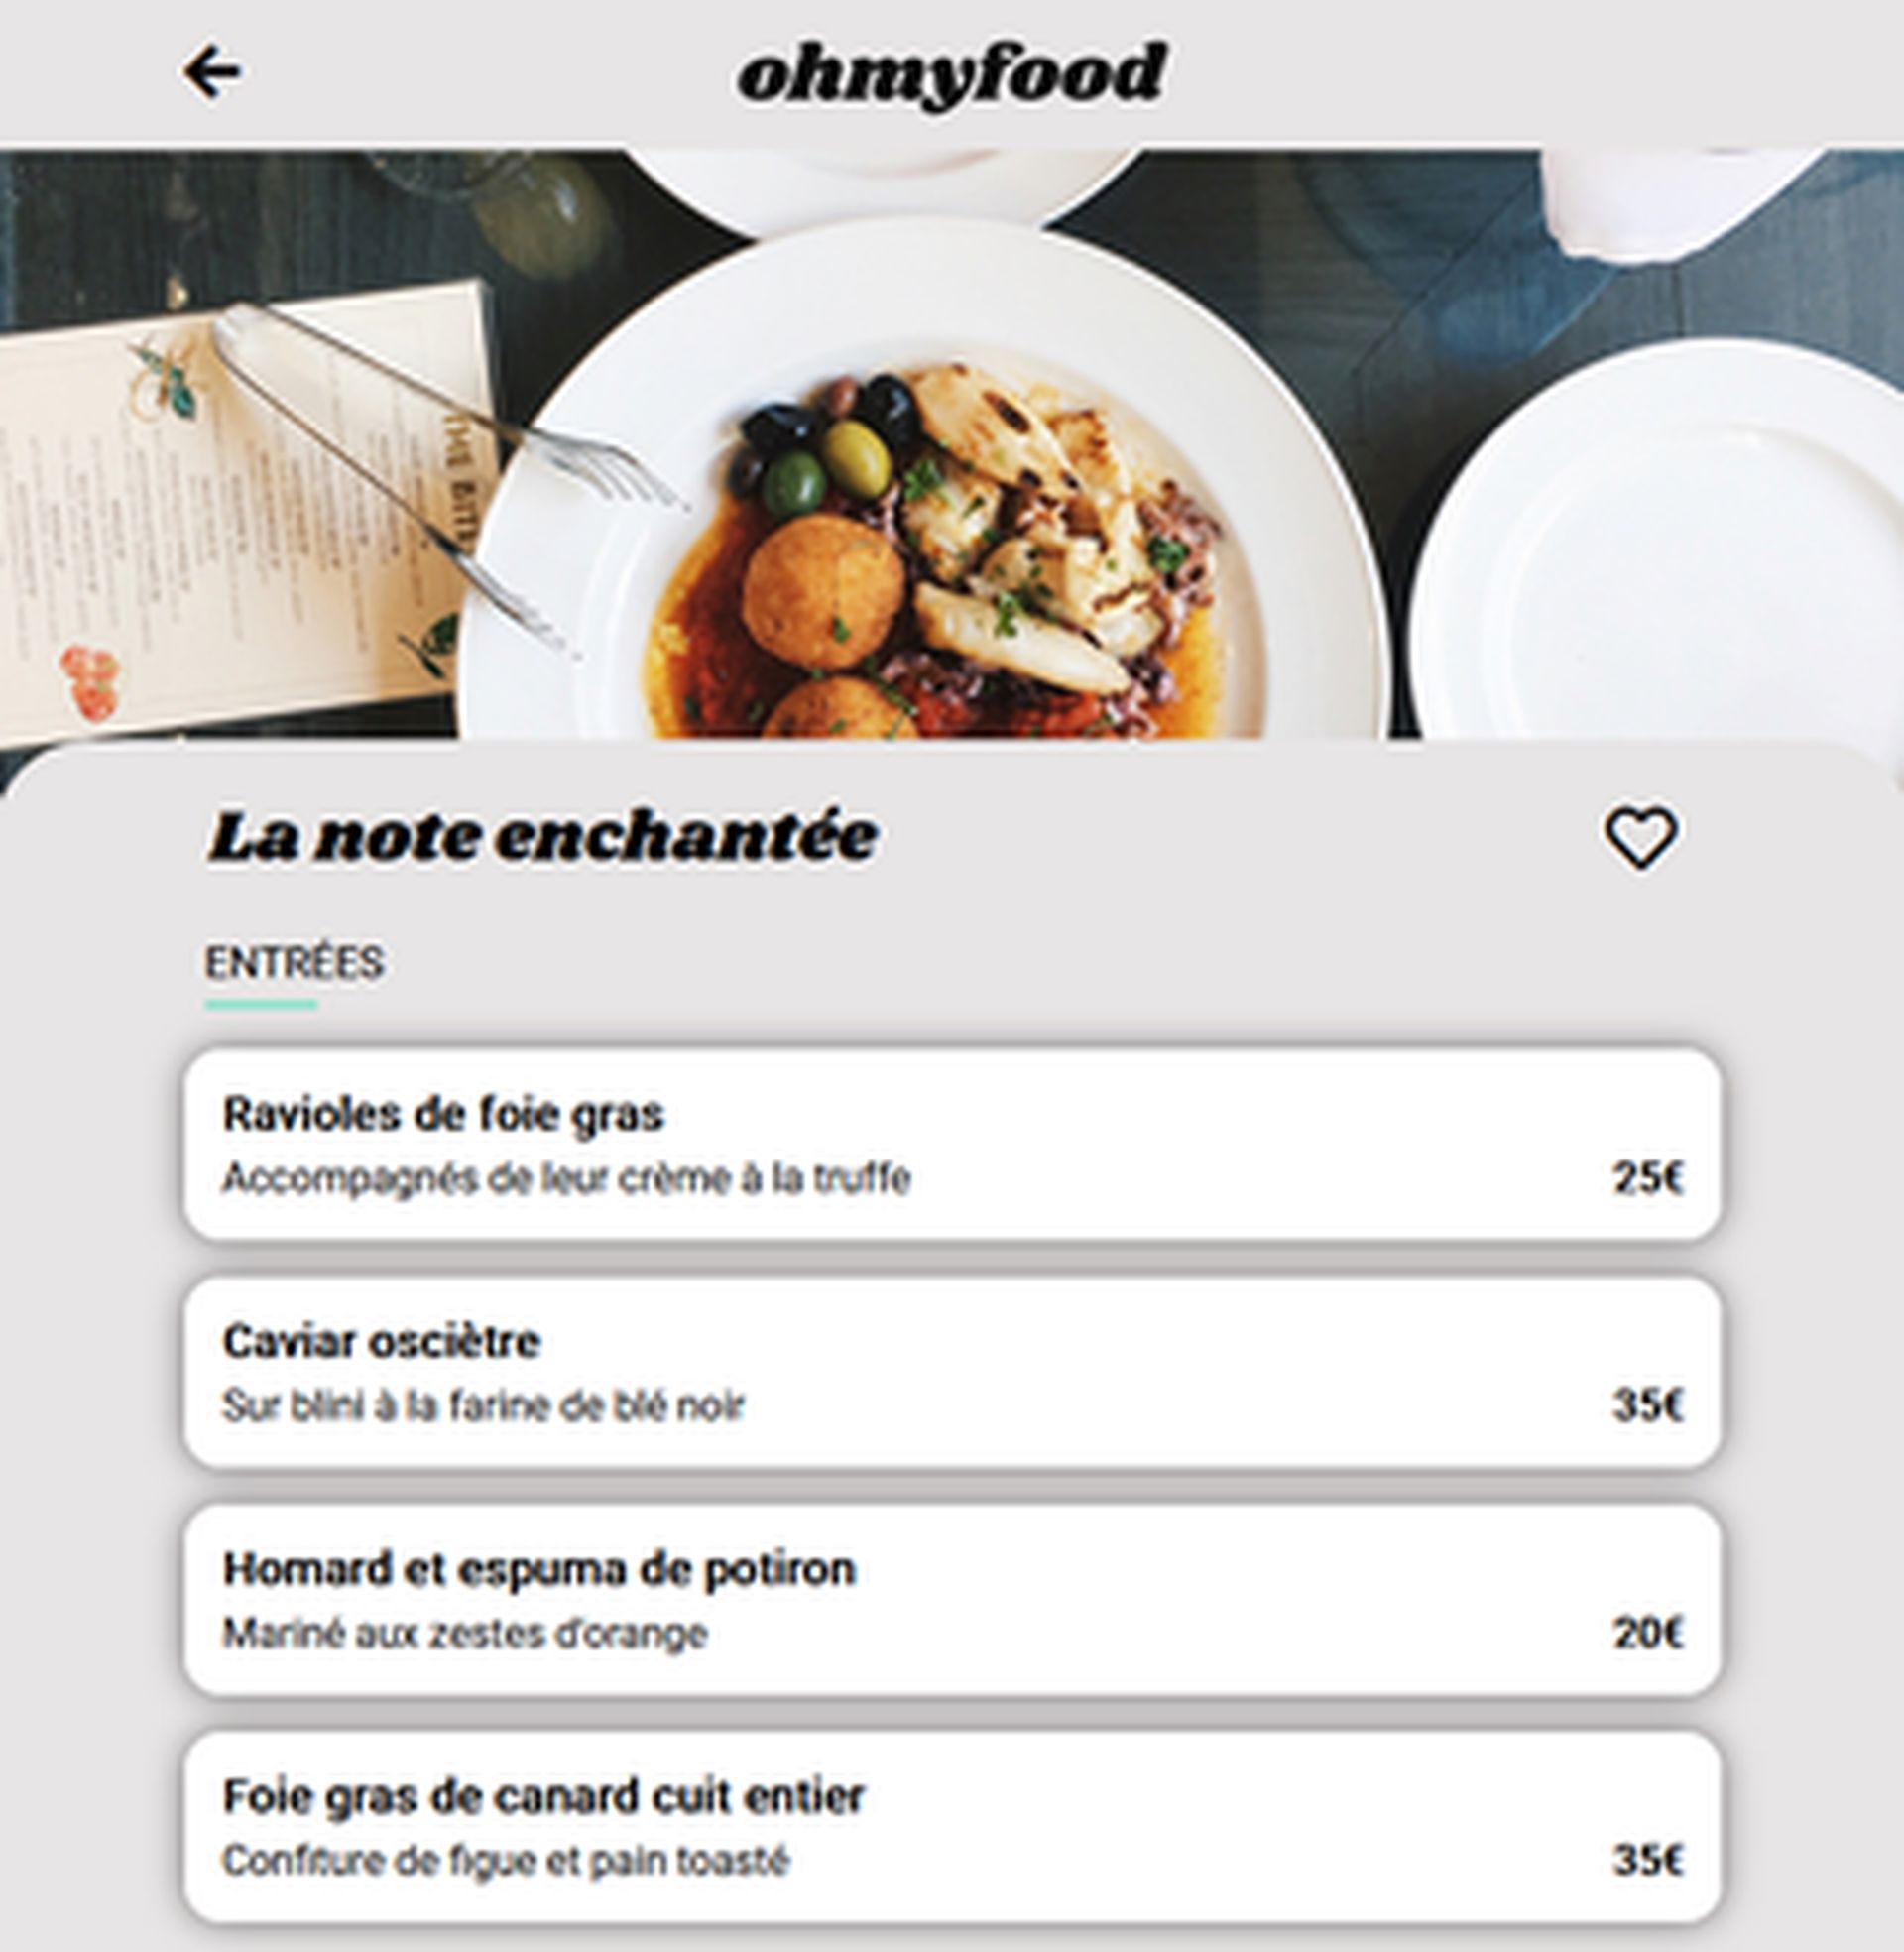 ohmyfood
La note enchantée
ENTRÉES
Ravioles de foie gras
Accompagnés de leur crème à la truffe
25€
Caviar osciètre
Sur blini à la farine de blé noir
35€
Homard et espuma de potiron
Mariné aux zestes d'orange
20€
Foie gras de canard cuit entier
Confiture de figue et pain toasté
35€